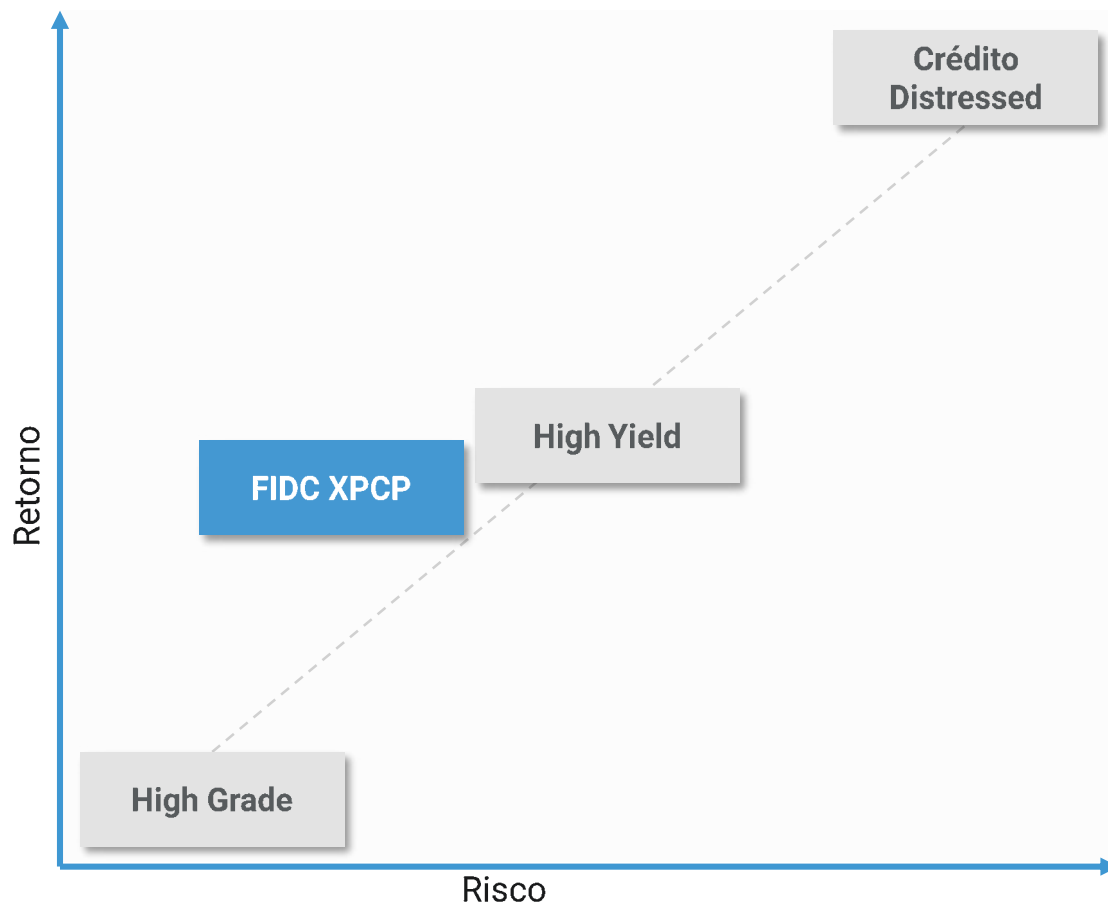 Crédito
Distressed
High Yield
FIDC XPCP
Retorno
High Grade
Risco